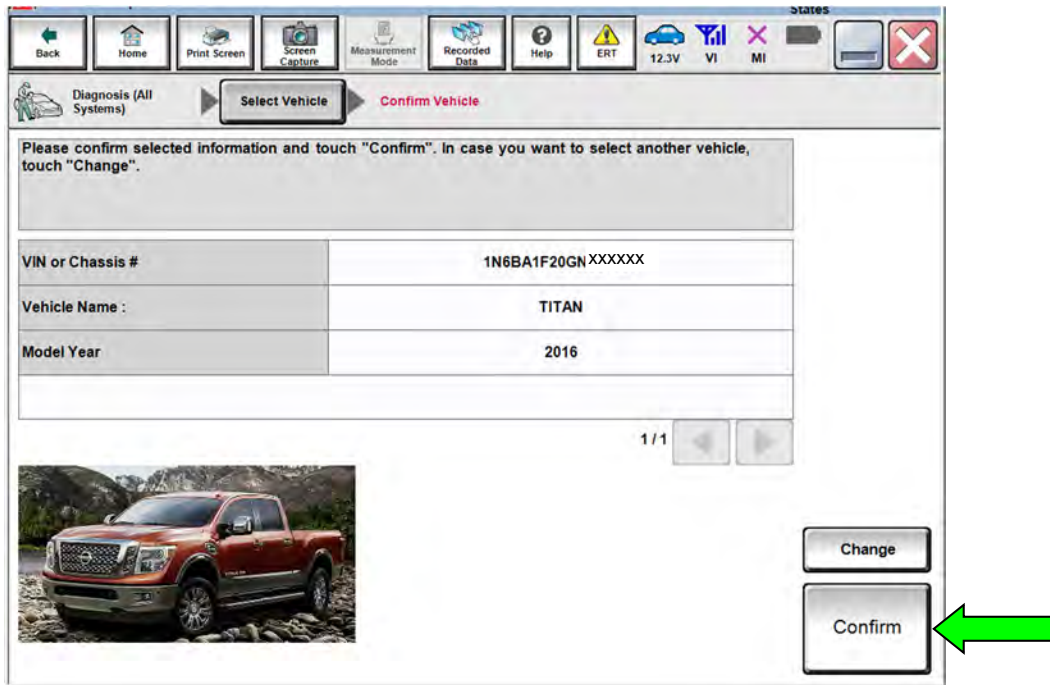 States
Back
Home
Print Screen
Screen
Capture
Measurement
Mode
Recorded
Data
Help
ERT
12.3V
VI
MI
Diagnosis (All
Systems)
Select Vehicle
Confirm Vehicle
Please confirm selected information and touch "Confirm". In case you want to select another vehicle,
touch "Change".
VIN or Chassis # 1N6BA1F20GN XXXXXX
Vehicle Name : TITAN
Model Year 2016
1/1
Change
Confirm